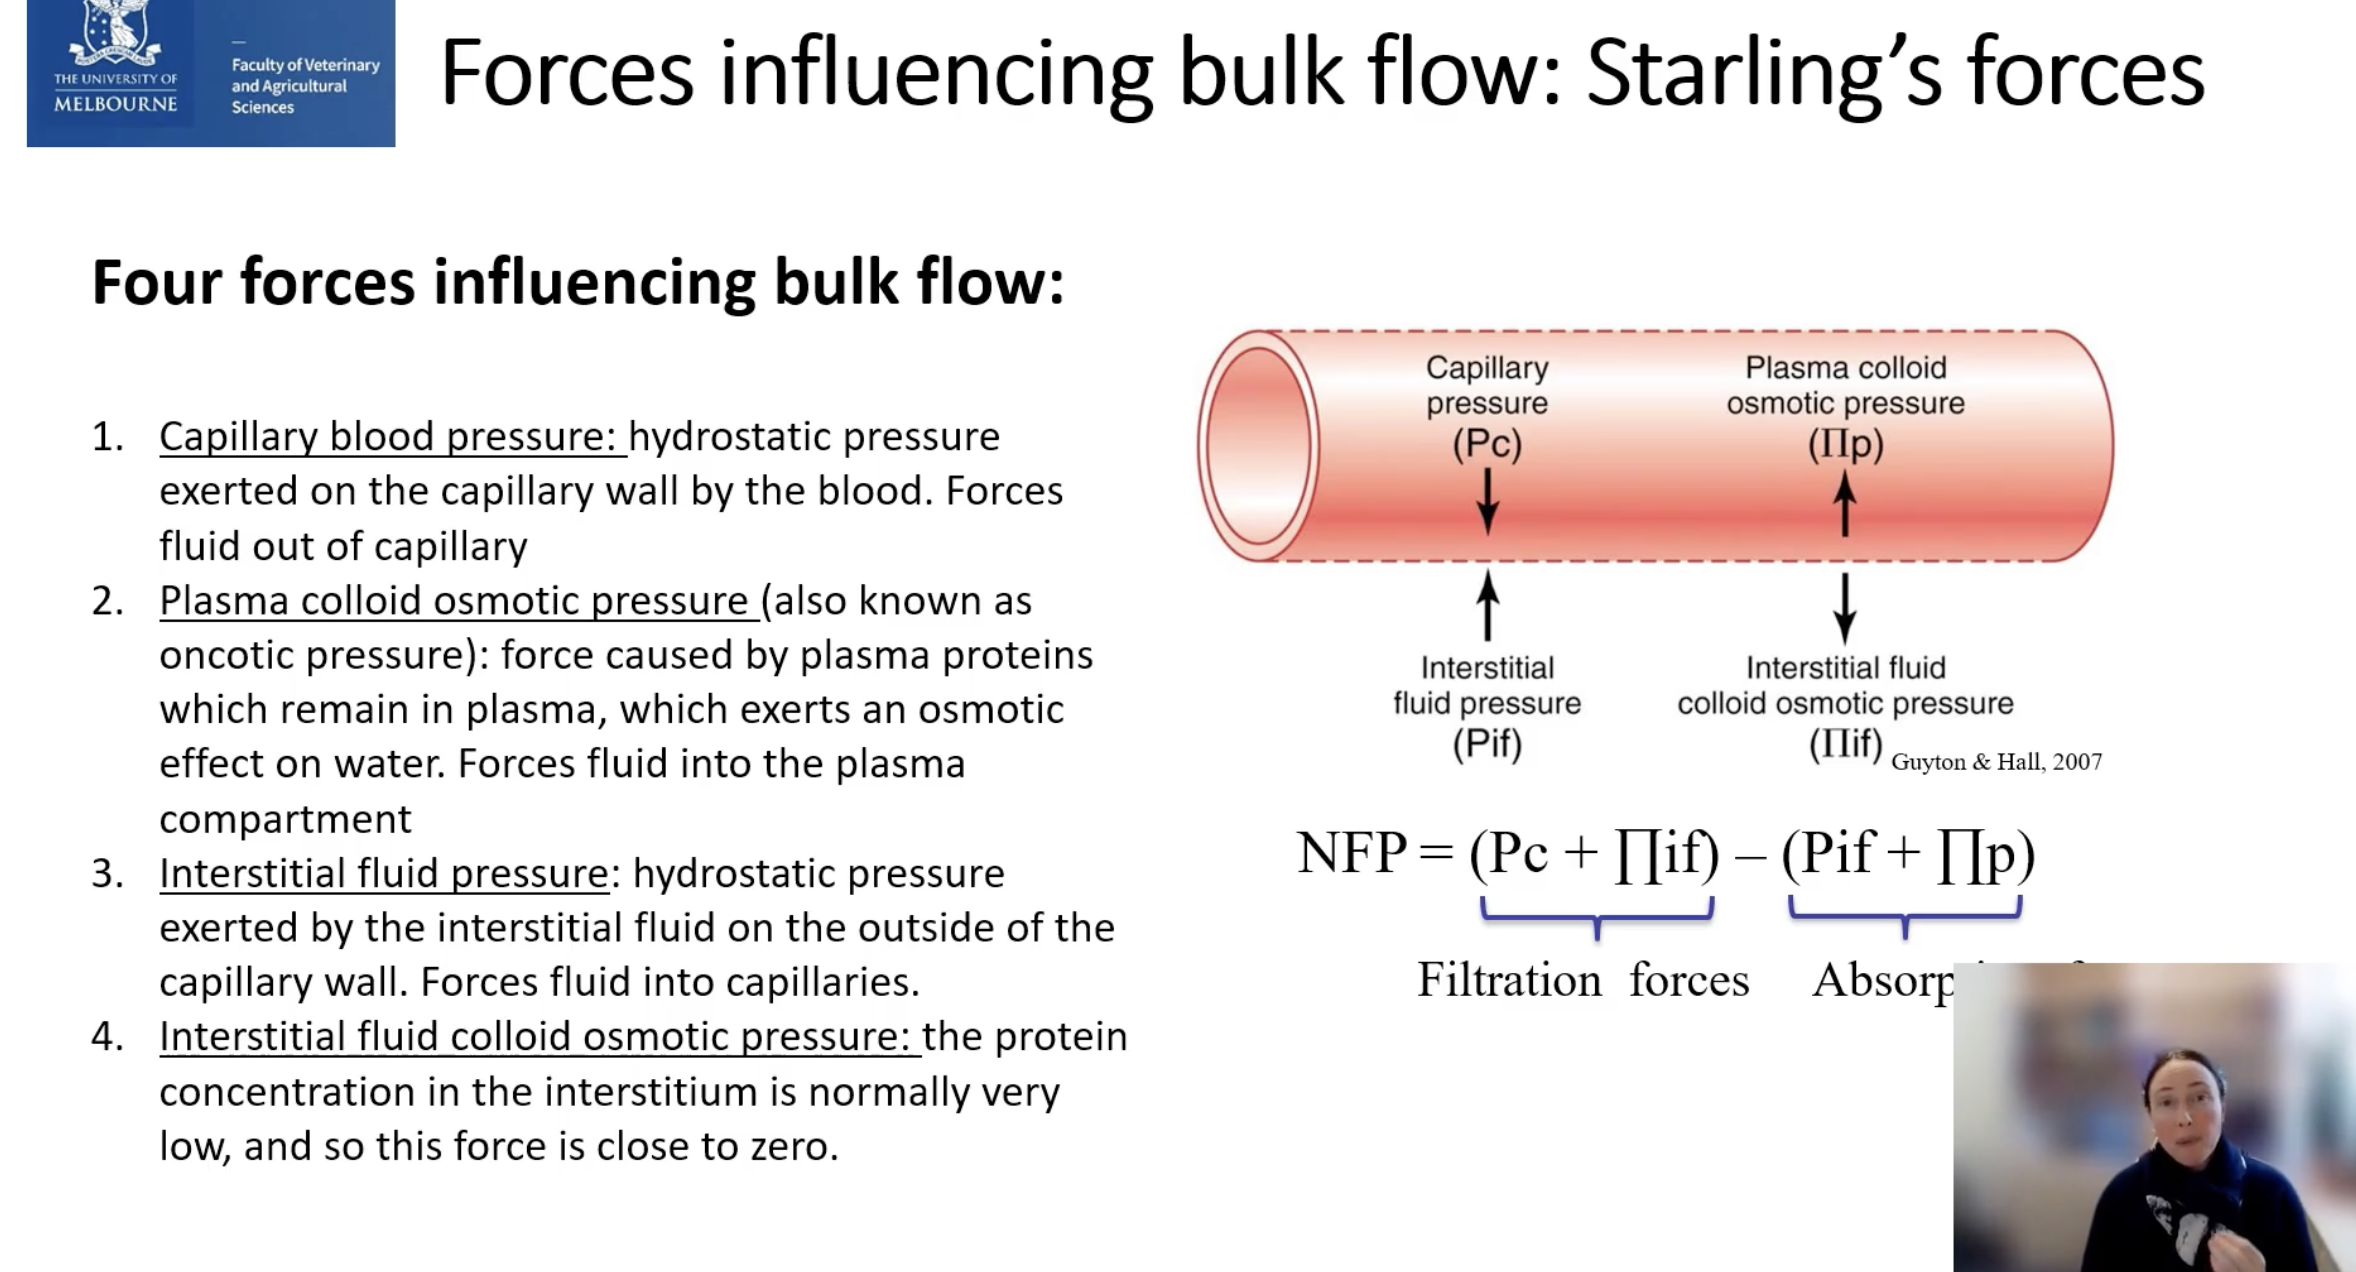 THE UNIVERSITY OF
MELBOURNE
Faculty of Veterinary
and Agricultural
Sciences
Forces influencing bulk flow: Starling’s forces
Four forces influencing bulk flow:
1. Capillary blood pressure: hydrostatic pressure
exerted on the capillary wall by the blood. Forces
fluid out of capillary
2. Plasma colloid osmotic pressure (also known as
oncotic pressure): force caused by plasma proteins
which remain in plasma, which exerts an osmotic
effect on water. Forces fluid into the plasma
compartment
3. Interstitial fluid pressure: hydrostatic pressure
exerted by the interstitial fluid on the outside of the
capillary wall. Forces fluid into capillaries.
4. Interstitial fluid colloid osmotic pressure: the protein
concentration in the interstitium is normally very
low, and so this force is close to zero.
Capillary
pressure
(Pc)
Plasma colloid
osmotic pressure
(Πp)
Interstitial
fluid pressure
(Pif)
Interstitial fluid
colloid osmotic pressure
(Πif)
Guyton & Hall, 2007
NFP = (Pc + ∏if) – (Pif + ∏p)
Filtration forces